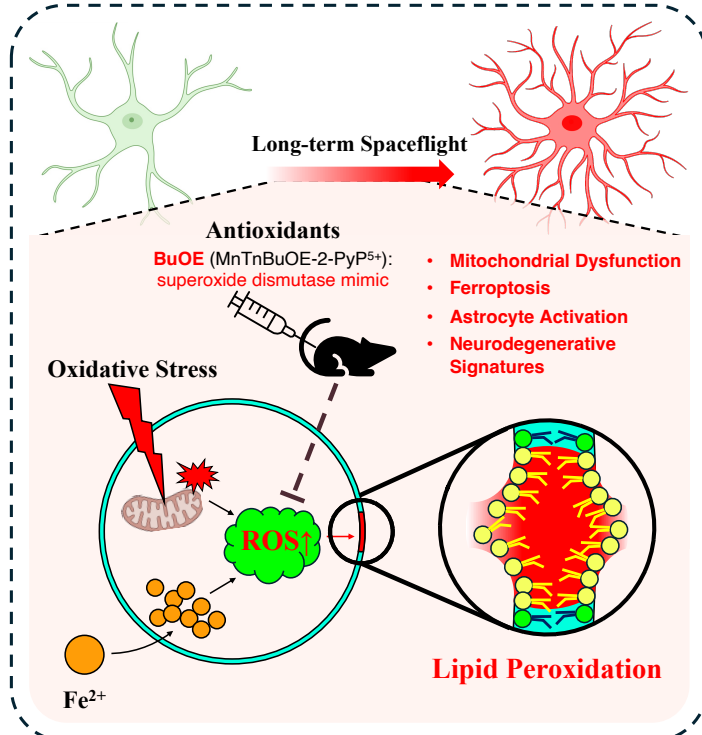 Long-term Spaceflight
Antioxidants
BuOE (MnTnBuOE-2-PyP⁵⁺):
superoxide dismutase mimic
• Mitochondrial Dysfunction
• Ferroptosis
• Astrocyte Activation
• Neurodegenerative
Signatures
Oxidative Stress
ROS↑
Fe²⁺
Lipid Peroxidation